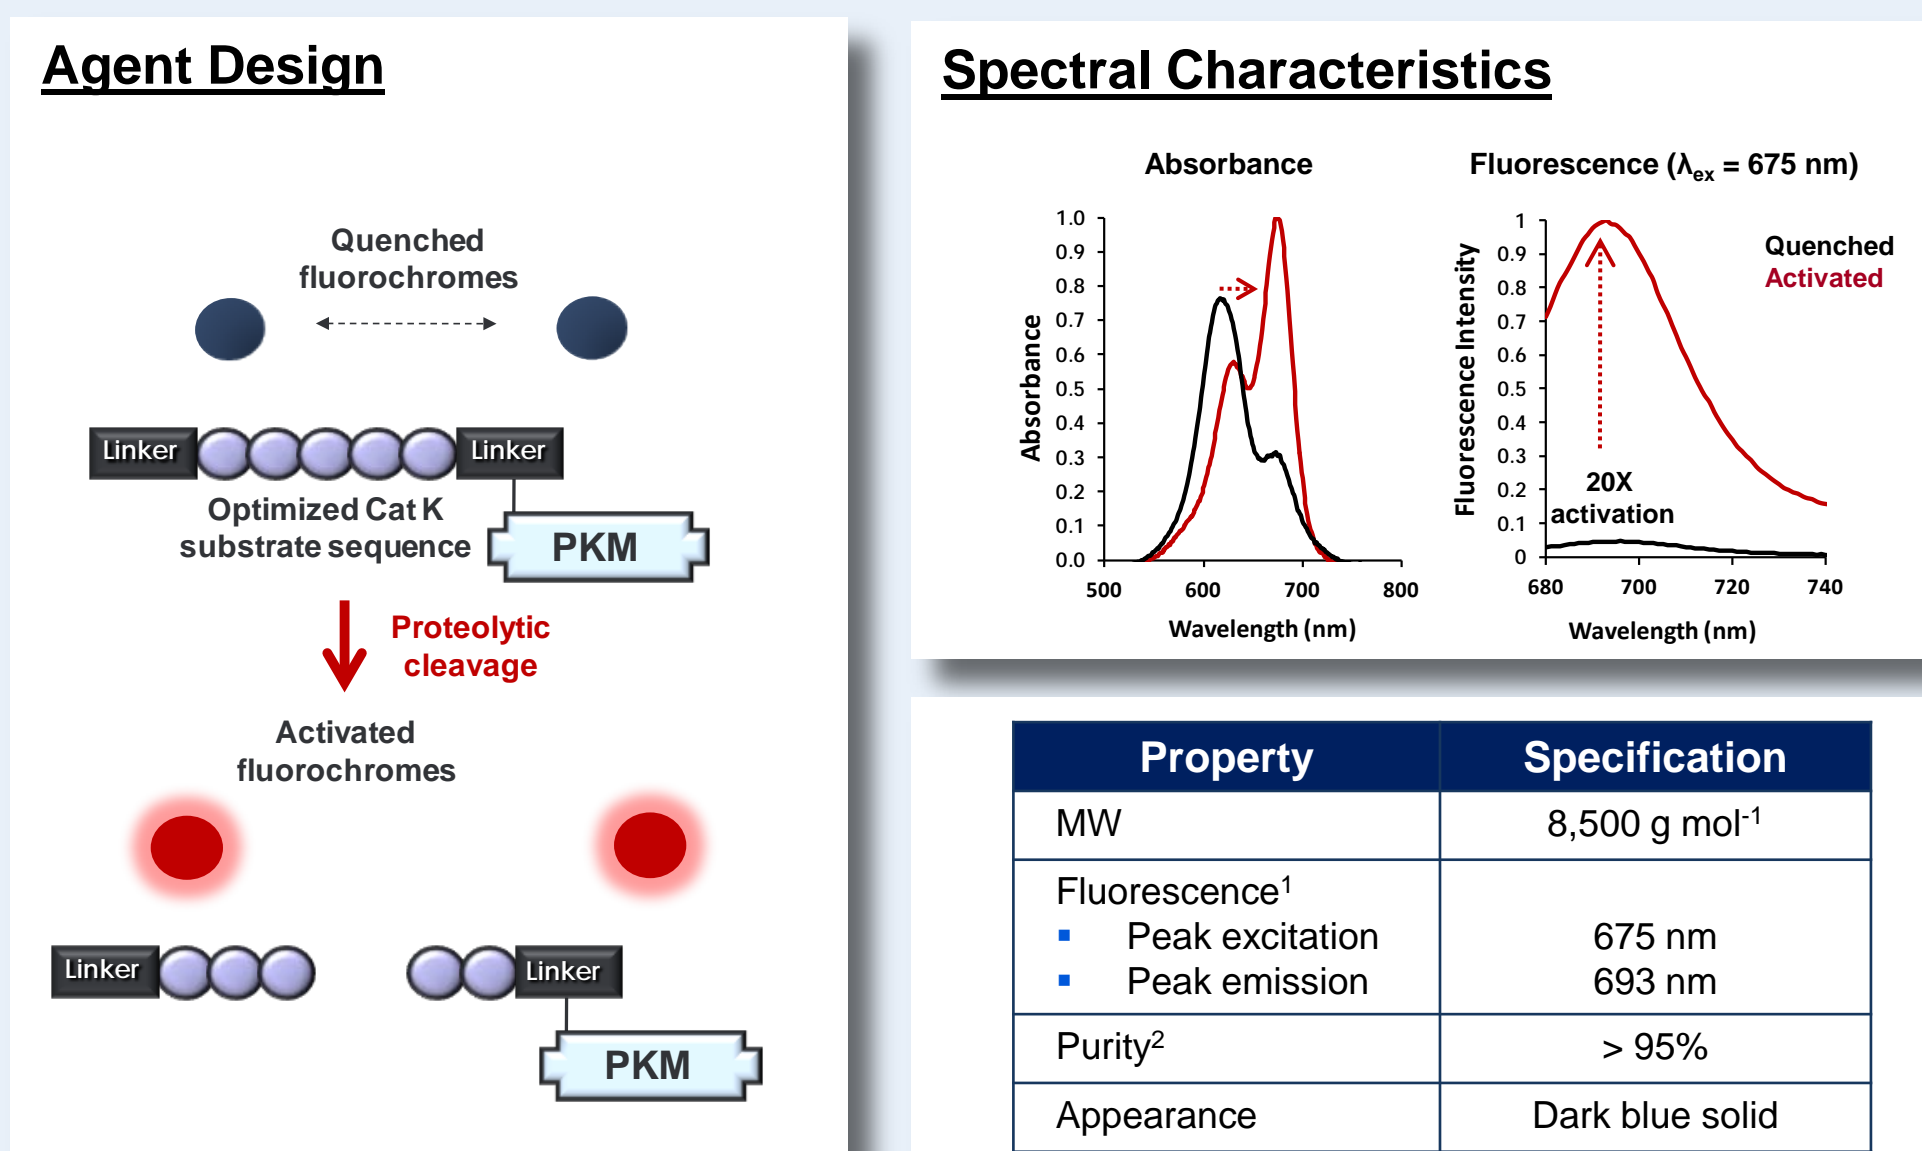 Agent Design
Quenched
fluorochromes
Linker
Linker
Optimized Cat K
substrate sequence
PKM
Proteolytic
cleavage
Activated
fluorochromes
Linker
Linker
PKM
Spectral Characteristics
Absorbance
1.0
0.9
0.8
0.7
0.6
0.5
0.4
0.3
0.2
0.1
0.0
Absorbance
500 600 700 800
Wavelength (nm)
Fluorescence (λex = 675 nm)
1
0.9
0.8
0.7
0.6
0.5
0.4
0.3
0.2
0.1
0
Fluorescence Intensity
Quenched
Activated
20X
activation
680 700 720 740
Wavelength (nm)
Property Specification
MW 8,500 g mol-1
Fluorescence1
Peak excitation 675 nm
Peak emission 693 nm
Purity2 > 95%
Appearance Dark blue solid